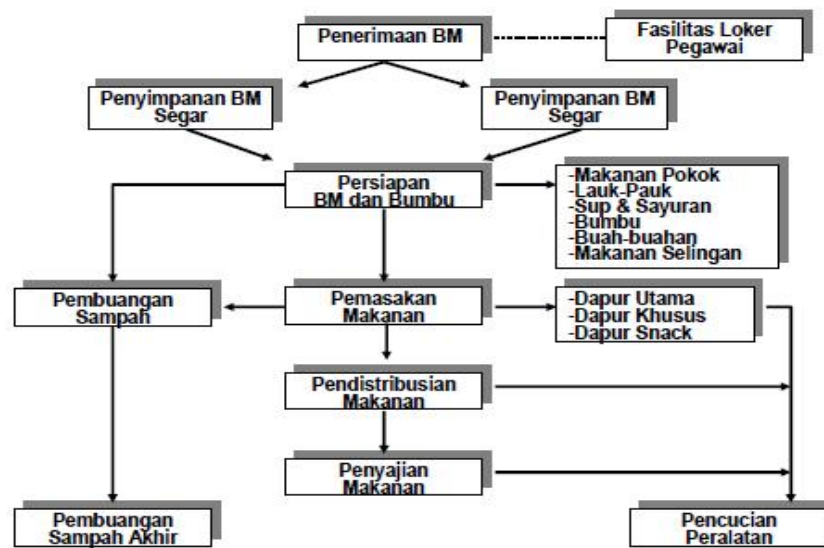 Penerimaan BM
Fasilitas Loker
Pegawai
Penyimpanan BM
Segar
Penyimpanan BM
Segar
Persiapan
BM dan Bumbu
-Makanan Pokok
-Lauk-Pauk
-Sup & Sayuran
-Bumbu
-Buah-buahan
-Makanan Selingan
Pembuangan
Sampah
Pemasakan
Makanan
-Dapur Utama
-Dapur Khusus
-Dapur Snack
Pendistribusian
Makanan
Penyajian
Makanan
Pembuangan
Sampah Akhir
Pencucian
Peralatan